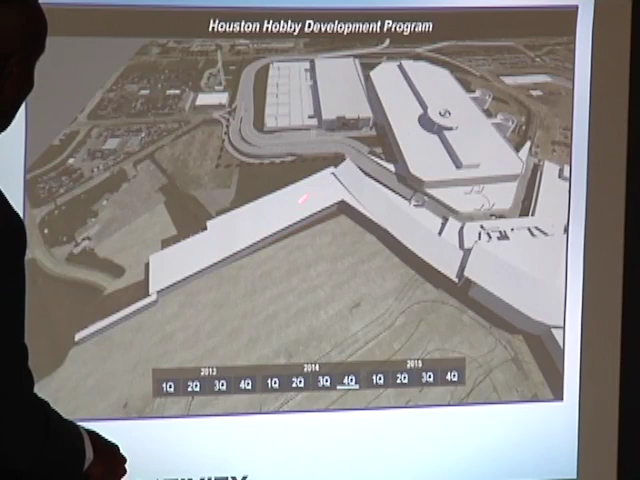 Houston Hobby Development Program
2013 2014 2015
1Q 2Q 3Q 4Q 1Q 2Q 3Q 4Q 1Q 2Q 3Q 4Q